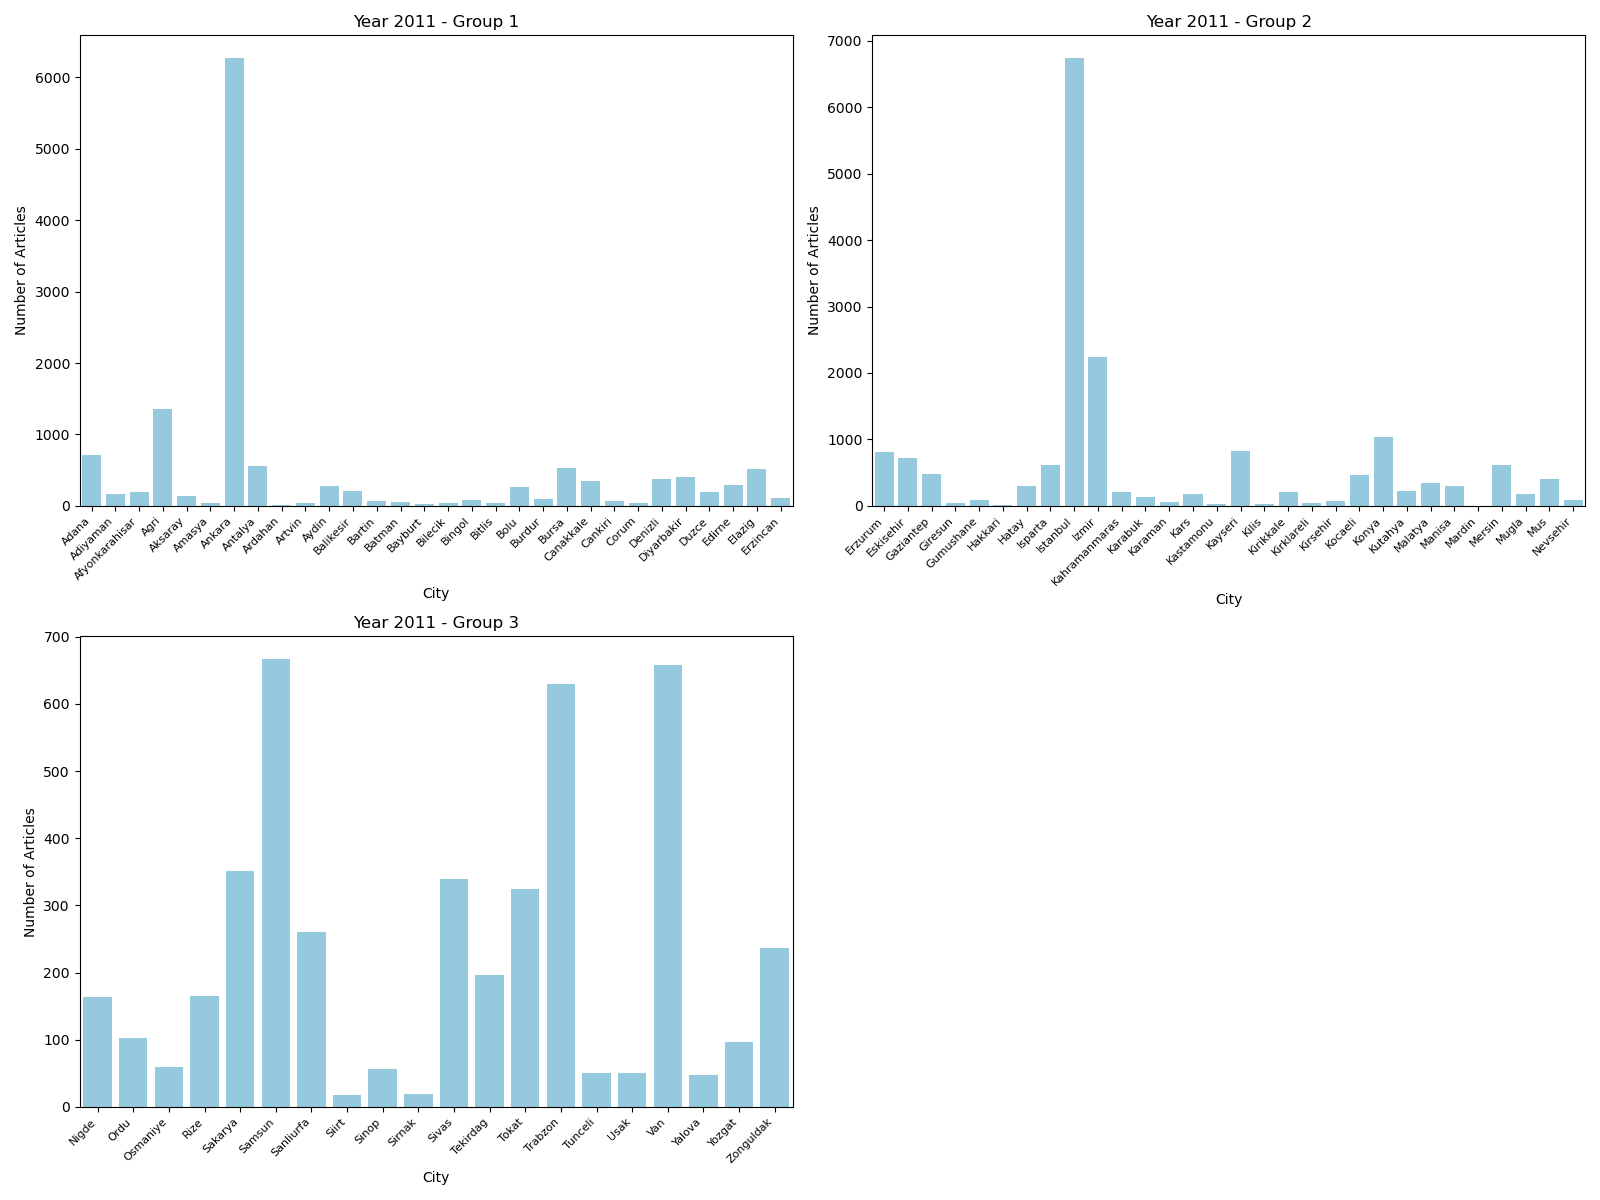 Year 2011 - Group 1
Number of Articles
6000
5000
4000
3000
2000
1000
0
Adana
Adiyaman
Afyonkarahisar
Agri
Aksaray
Amasya
Ankara
Antalya
Ardahan
Artvin
Aydin
Balikesir
Bartin
Batman
Bayburt
Bilecik
Bingol
Bitlis
Bolu
Burdur
Bursa
Canakkale
Cankiri
Corum
Denizli
Diyarbakir
Duzce
Edirne
Elazig
Erzincan
City
Year 2011 - Group 2
Number of Articles
7000
6000
5000
4000
3000
2000
1000
0
Erzurum
Eskisehir
Gaziantep
Giresun
Gumushane
Hakkari
Hatay
Isparta
Istanbul
Izmir
Kahramanmaras
Karabuk
Karaman
Kars
Kastamonu
Kayseri
Kilis
Kirikkale
Kirklareli
Kirsehir
Kocaeli
Konya
Kutahya
Malatya
Manisa
Mardin
Mersin
Mugla
Mus
Nevsehir
City
Year 2011 - Group 3
Number of Articles
700
600
500
400
300
200
100
0
Nigde
Ordu
Osmaniye
Rize
Sakarya
Samsun
Sanliurfa
Siirt
Sinop
Sirnak
Sivas
Tekirdag
Tokat
Trabzon
Tunceli
Usak
Van
Yalova
Yozgat
Zonguldak
City